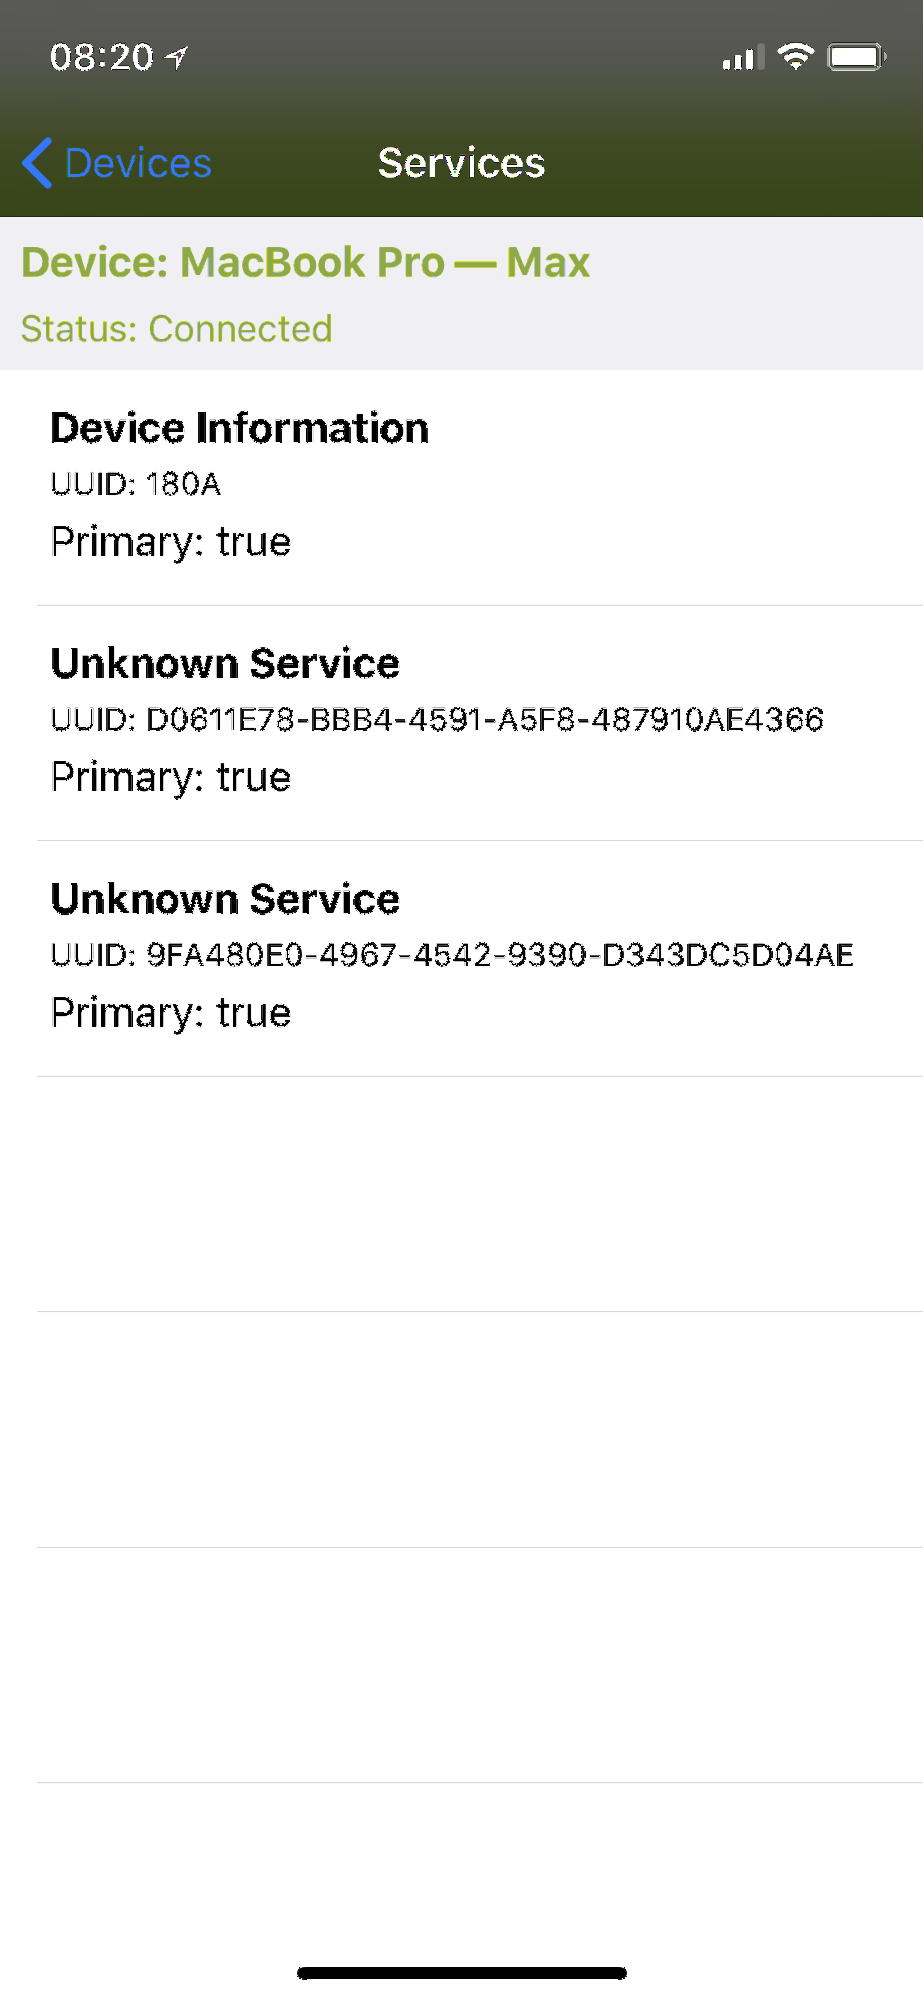 08:20
Devices
Services
Device: MacBook Pro — Max
Status: Connected
Device Information
UUID: 180A
Primary: true
Unknown Service
UUID: D0611E78-BBB4-4591-A5F8-487910AE4366
Primary: true
Unknown Service
UUID: 9FA480E0-4967-4542-9390-D343DC5D04AE
Primary: true